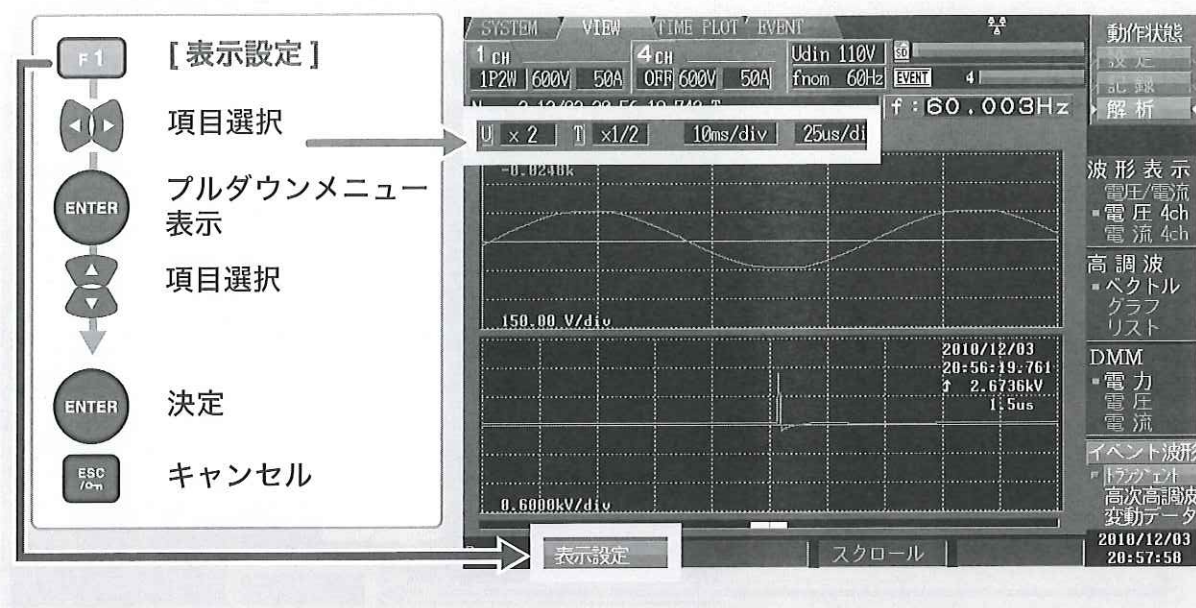 F1 [表示設定]
項目選択
ENTER プルダウンメニュー
表示
項目選択
ENTER 決定
ESC キャンセル
SYSTEM VIEW TIME PLOT EVENT
1 CH 4 CH Udin 110V SD
1P2W 600V 50A OFF 600V 50A fnom 60Hz EVENT 4
f:60.003Hz
U x 2 T x1/2 10ms/div 25us/di
150.00 V/div
2010/12/03
20:56:19.761
2.6736kV
1.5us
0.6000kV/div
表示設定 スクロール
動作状態
設定
記録
解析
波形表示
電圧/電流
電圧 4ch
電流 4ch
高調波
ベクトル
グラフ
リスト
DMM
電力
電圧
電流
イベント波形
トランジェント
高次高調波
変動データ
2010/12/03
20:57:58